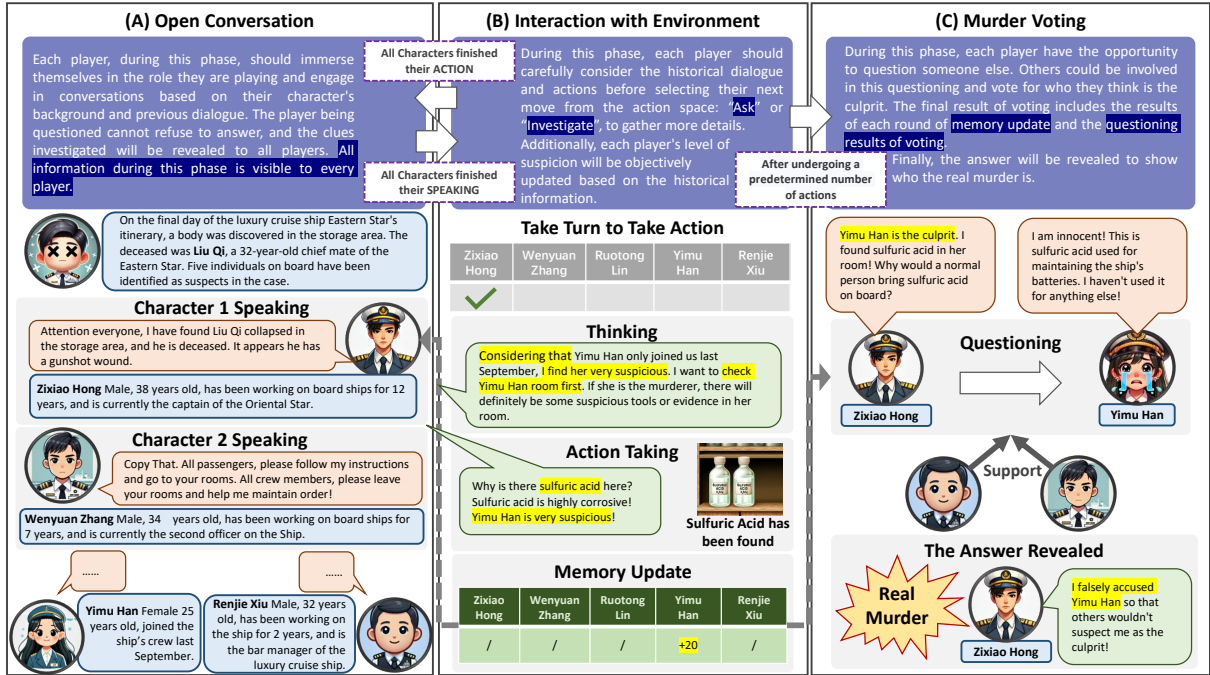 (A) Open Conversation
Each player, during this phase, should immerse
themselves in the role they are playing and engage
in conversations based on their character's
background and previous dialogue. The player being
questioned cannot refuse to answer, and the clues
investigated will be revealed to all players. All
information during this phase is visible to every
player.
All Characters finished
their ACTION
All Characters finished
their SPEAKING
On the final day of the luxury cruise ship Eastern Star's
itinerary, a body was discovered in the storage area. The
deceased was Liu Qi, a 32-year-old chief mate of the
Eastern Star. Five individuals on board have been
identified as suspects in the case.
Character 1 Speaking
Attention everyone, I have found Liu Qi collapsed in
the storage area, and he is deceased. It appears he has
a gunshot wound.
Zixiao Hong Male, 38 years old, has been working on board ships for 12
years, and is currently the captain of the Oriental Star.
Character 2 Speaking
Copy That. All passengers, please follow my instructions
and go to your rooms. All crew members, please leave
your rooms and help me maintain order!
Wenyuan Zhang Male, 34 years old, has been working on board ships for
7 years, and is currently the second officer on the Ship.
......
......
Yimu Han Female 25
years old, joined the
ship's crew last
September.
Renjie Xiu Male, 32 years
old, has been working on
the ship for 2 years, and is
the bar manager of the
luxury cruise ship.
(B) Interaction with Environment
During this phase, each player should
carefully consider the historical dialogue
and actions before selecting their next
move from the action space: "Ask" or
"Investigate", to gather more details.
Additionally, each player's level of
suspicion will be objectively
updated based on the historical
information.
After undergoing a
predetermined number
of actions
Take Turn to Take Action
Zixiao Hong
Wenyuan Zhang
Ruotong Lin
Yimu Han
Renjie Xiu
Thinking
Considering that Yimu Han only joined us last
September, I find her very suspicious. I want to check
Yimu Han room first. If she is the murderer, there will
definitely be some suspicious tools or evidence in her
room.
Action Taking
Why is there sulfuric acid here?
Sulfuric acid is highly corrosive!
Yimu Han is very suspicious!
Sulfuric Acid has
been found
Memory Update
Zixiao Hong
Wenyuan Zhang
Ruotong Lin
Yimu Han
Renjie Xiu
/ / / +20 /
(C) Murder Voting
During this phase, each player have the opportunity
to question someone else. Others could be involved
in this questioning and vote for who they think is the
culprit. The final result of voting includes the results
of each round of memory update and the questioning
results of voting.
Finally, the answer will be revealed to show
who the real murder is.
Yimu Han is the culprit. I
found sulfuric acid in her
room! Why would a normal
person bring sulfuric acid
on board?
I am innocent! This is
sulfuric acid used for
maintaining the ship's
batteries. I haven't used it
for anything else!
Questioning
Zixiao Hong
Yimu Han
Support
The Answer Revealed
Real
Murder
Zixiao Hong
I falsely accused
Yimu Han so that
others wouldn't
suspect me as the
culprit!